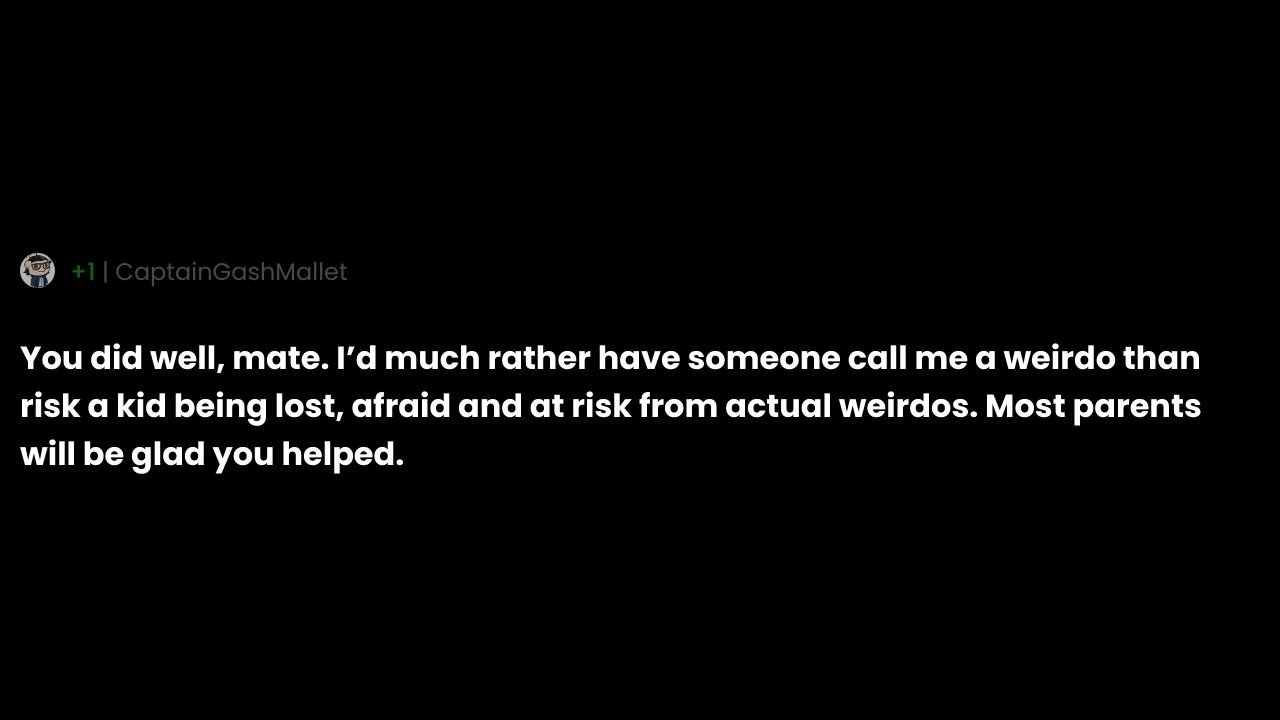 +1 | CaptainGashMallet
You did well, mate. I’d much rather have someone call me a weirdo than
risk a kid being lost, afraid and at risk from actual weirdos. Most parents
will be glad you helped.